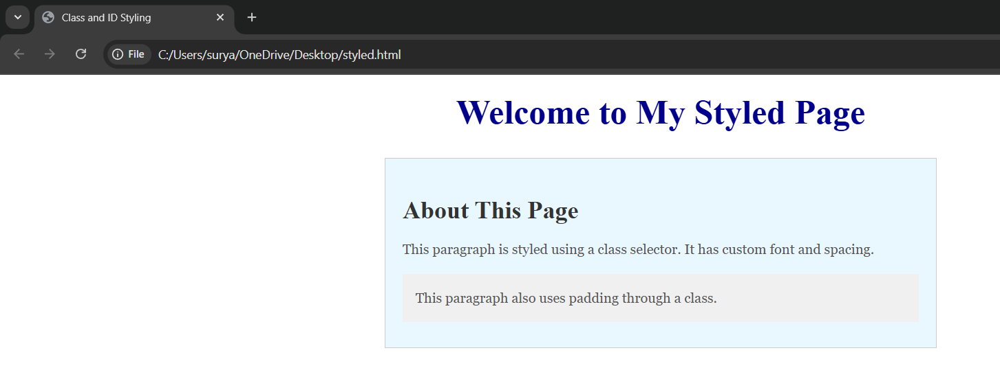 Class and ID Styling
File C:/Users/surya/OneDrive/Desktop/styled.html
Welcome to My Styled Page
About This Page
This paragraph is styled using a class selector. It has custom font and spacing.
This paragraph also uses padding through a class.